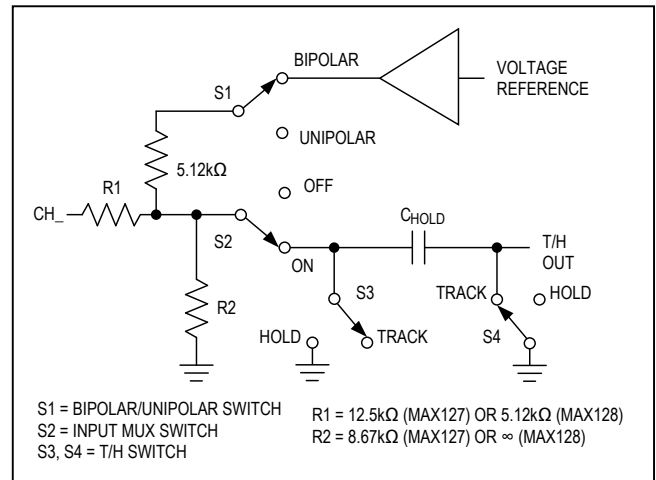 BIPOLAR
VOLTAGE
REFERENCE
S1
UNIPOLAR
5.12kΩ
OFF
R1
CH_
S2
ON
CHOLD
T/H
OUT
R2
S3
TRACK
HOLD
HOLD
TRACK
S4
S1 = BIPOLAR/UNIPOLAR SWITCH
S2 = INPUT MUX SWITCH
S3, S4 = T/H SWITCH
R1 = 12.5kΩ (MAX127) OR 5.12kΩ (MAX128)
R2 = 8.67kΩ (MAX127) OR ∞ (MAX128)